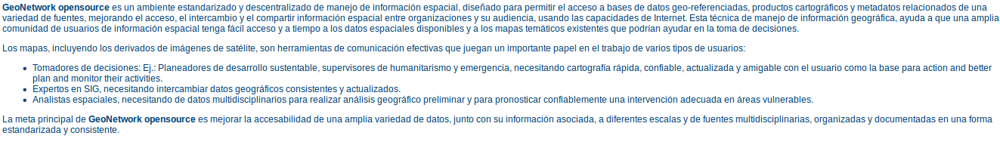 GeoNetwork opensource es un ambiente estandarizado y descentralizado de manejo de información espacial, diseñado para permitir el acceso a bases de datos geo-referenciadas, productos cartográficos y metadatos relacionados de una
variedad de fuentes, mejorando el acceso, el intercambio y el compartir información espacial entre organizaciones y su audiencia, usando las capacidades de Internet. Esta técnica de manejo de información geográfica, ayuda a que una amplia
comunidad de usuarios de información espacial tenga fácil acceso y a tiempo a los datos espaciales disponibles y a los mapas temáticos existentes que podrían ayudar en la toma de decisiones.
Los mapas, incluyendo los derivados de imágenes de satélite, son herramientas de comunicación efectivas que juegan un importante papel en el trabajo de varios tipos de usuarios:
• Tomadores de decisiones: Ej.: Planeadores de desarrollo sustentable, supervisores de humanitarismo y emergencia, necesitando cartografía rápida, confiable, actualizada y amigable con el usuario como la base para action and better
plan and monitor their activities.
• Expertos en SIG, necesitando intercambiar datos geográficos consistentes y actualizados.
• Analistas espaciales, necesitando de datos multidisciplinarios para realizar análisis geográfico preliminar y para pronosticar confiablemente una intervención adecuada en áreas vulnerables.
La meta principal de GeoNetwork opensource es mejorar la accesabilidad de una amplia variedad de datos, junto con su información asociada, a diferentes escalas y de fuentes multidisciplinarias, organizadas y documentadas en una forma
estandarizada y consistente.